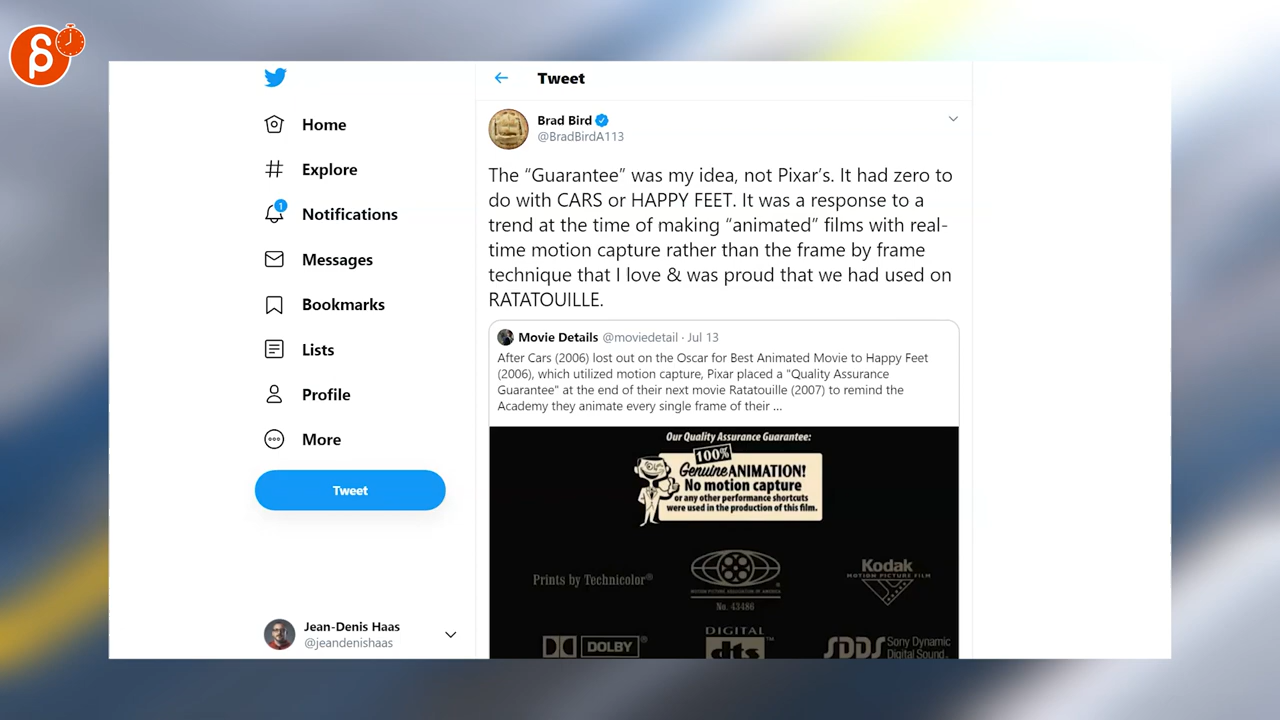 Tweet
Brad Bird
@BradBirdA113
Home
Explore
Notifications
1
Messages
Bookmarks
Lists
Profile
More
Tweet
Jean-Denis Haas
@jeandenishaas
The “Guarantee” was my idea, not Pixar’s. It had zero to
do with CARS or HAPPY FEET. It was a response to a
trend at the time of making “animated” films with real-
time motion capture rather than the frame by frame
technique that I love & was proud that we had used on
RATATOUILLE.
Movie Details @moviedetail · Jul 13
After Cars (2006) lost out on the Oscar for Best Animated Movie to Happy Feet
(2006), which utilized motion capture, Pixar placed a "Quality Assurance
Guarantee" at the end of their next movie Ratatouille (2007) to remind the
Academy they animate every single frame of their ...
Our Quality Assurance Guarantee:
100%
Genuine ANIMATION!
No motion capture
or any other performance shortcuts
were used in the production of this film.
Prints by Technicolor®
MOTION PICTURE ASSOCIATION OF AMERICA
No. 43486
Kodak
MOTION PICTURE FILM
DOLBY
DIGITAL
dts
SDDS Sony Dynamic
Digital Sound